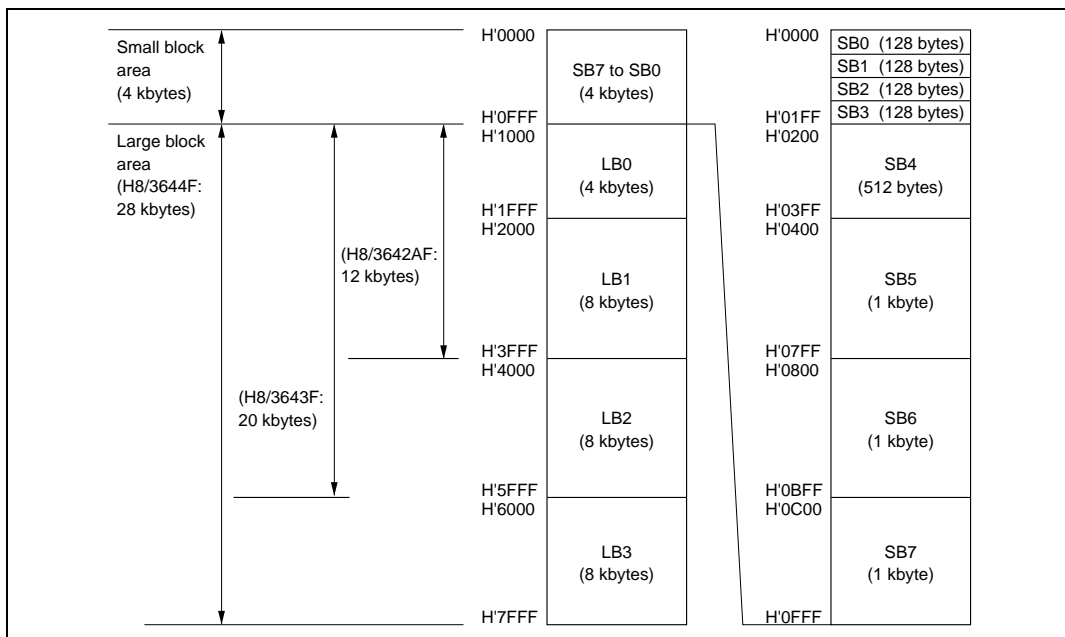 Small block
area
(4 kbytes)
Large block
area
(H8/3644F:
28 kbytes)
(H8/3642AF:
12 kbytes)
(H8/3643F:
20 kbytes)
H'0000
SB7 to SB0
(4 kbytes)
H'0FFF
H'1000
LB0
(4 kbytes)
H'1FFF
H'2000
LB1
(8 kbytes)
H'3FFF
H'4000
LB2
(8 kbytes)
H'5FFF
H'6000
LB3
(8 kbytes)
H'7FFF
H'0000
SB0 (128 bytes)
SB1 (128 bytes)
SB2 (128 bytes)
SB3 (128 bytes)
H'01FF
H'0200
SB4
(512 bytes)
H'03FF
H'0400
SB5
(1 kbyte)
H'07FF
H'0800
SB6
(1 kbyte)
H'0BFF
H'0C00
SB7
(1 kbyte)
H'0FFF